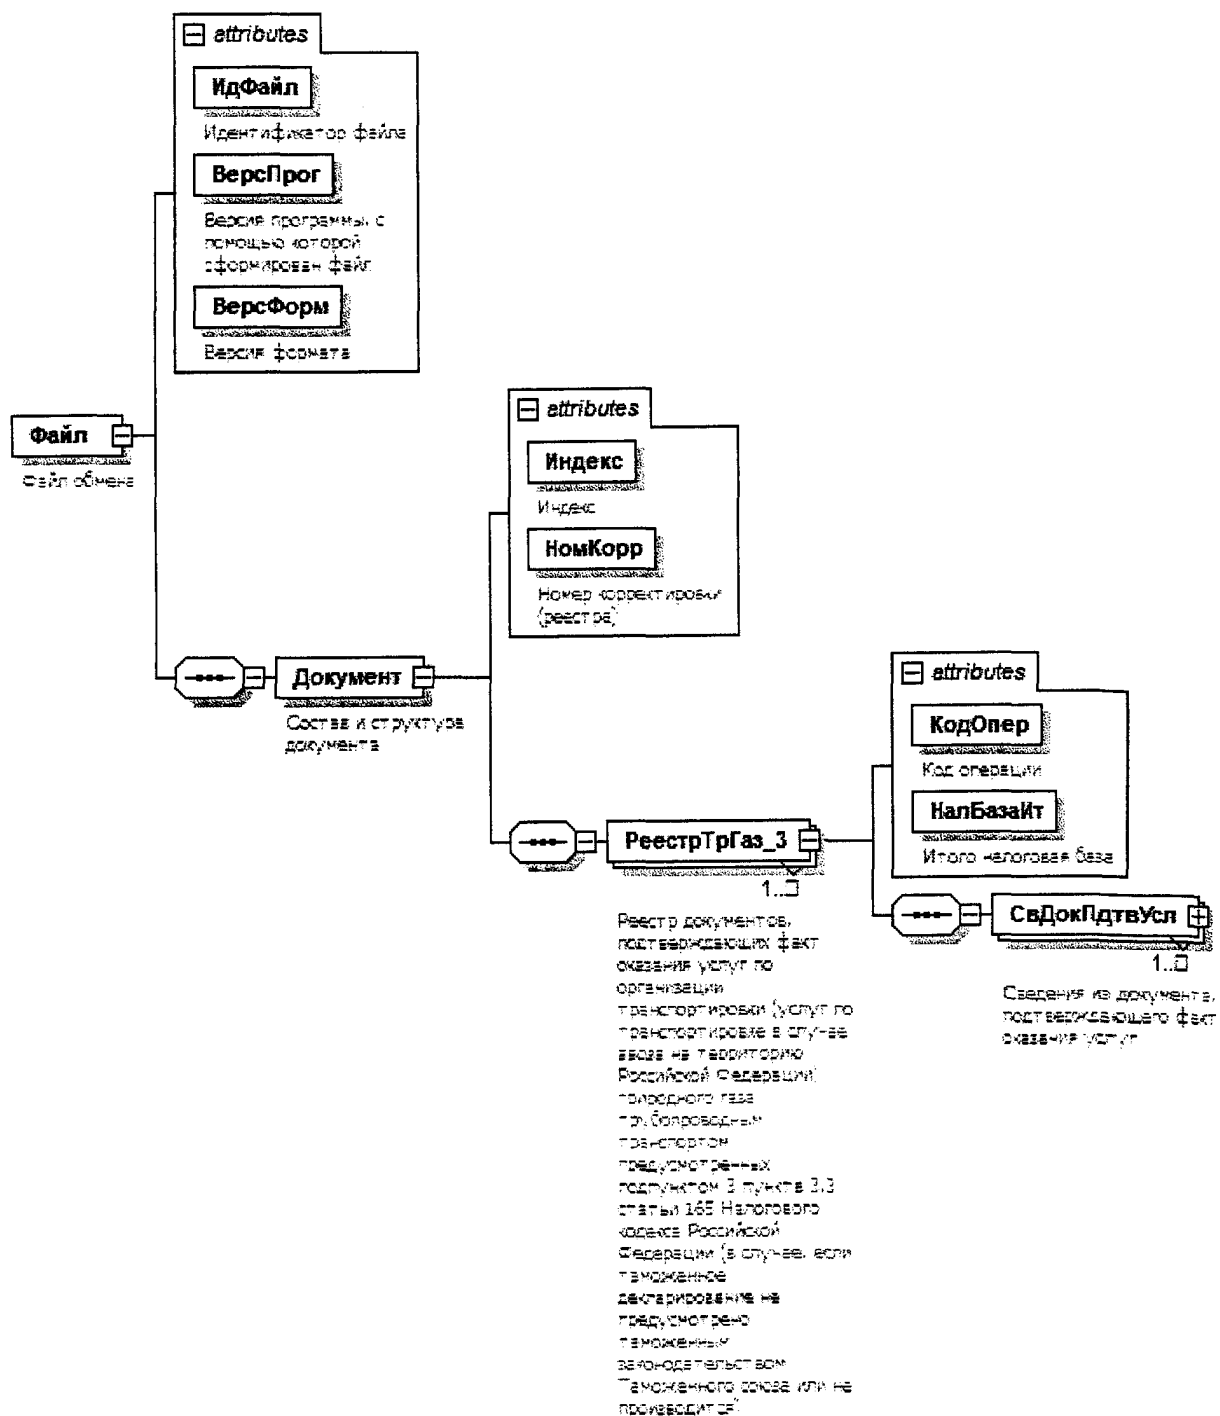 attributes
ИдФайл
Идентификатор файла
ВерсПрог
Версия программы, с
помощью которой
сформирован файл
ВерсФорм
Версия формата
Файл
Файл обмена
attributes
Индекс
Индекс
НомКорр
Номер корректировки
(реестра)
Документ
Состав и структура
документа
attributes
КодОпер
Код операции
НалБазаИт
Итого налоговая база
РеестрТрГаз_3
1..
Реестр документов,
подтверждающих факт
оказания услуг по
организации
транспортировки (услуг по
транспортировке в случае
ввоза на территорию
Российской Федерации)
природного газа
трубопроводным
транспортом
предусмотренных
подпунктом 3 пункта 3.3
статьи 165 Налогового
кодекса Российской
Федерации (в случае, если
таможенное
декларирование не
предусмотрено
таможенным
законодательством
Таможенного союза или не
производится)
СвДокПдтвУсл
1..
Сведения из документа,
подтверждающего факт
оказания услуг